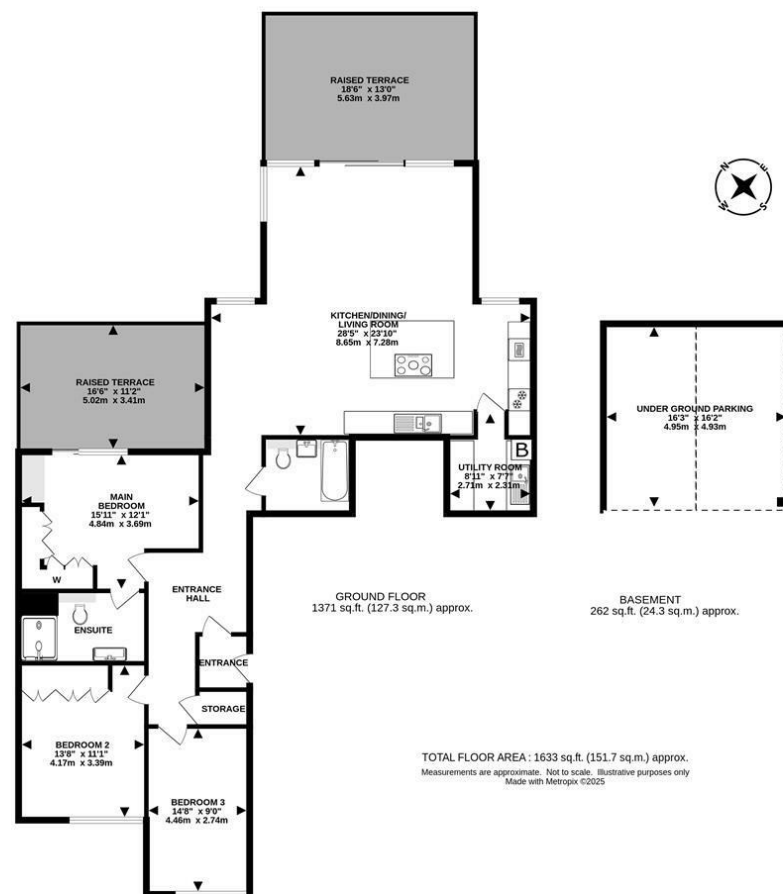 RAISED TERRACE
18'6" x 13'0"
5.63m x 3.97m
N
E
S
W
KITCHEN/DINING/
LIVING ROOM
28'5" x 23'10"
8.65m x 7.28m
RAISED TERRACE
16'6" x 11'2"
5.02m x 3.41m
UNDER GROUND PARKING
16'3" x 16'2"
4.95m x 4.93m
B
UTILITY ROOM
8'11" x 7'7"
2.71m x 2.31m
MAIN
BEDROOM
15'11" x 12'1"
4.84m x 3.69m
W
ENTRANCE
HALL
GROUND FLOOR
1371 sq.ft. (127.3 sq.m.) approx.
BASEMENT
262 sq.ft. (24.3 sq.m.) approx.
ENSUITE
ENTRANCE
STORAGE
BEDROOM 2
13'8" x 11'1"
4.17m x 3.39m
TOTAL FLOOR AREA : 1633 sq.ft. (151.7 sq.m.) approx.
Measurements are approximate. Not to scale. Illustrative purposes only
Made with Metropix ©2025
BEDROOM 3
14'8" x 9'0"
4.46m x 2.74m